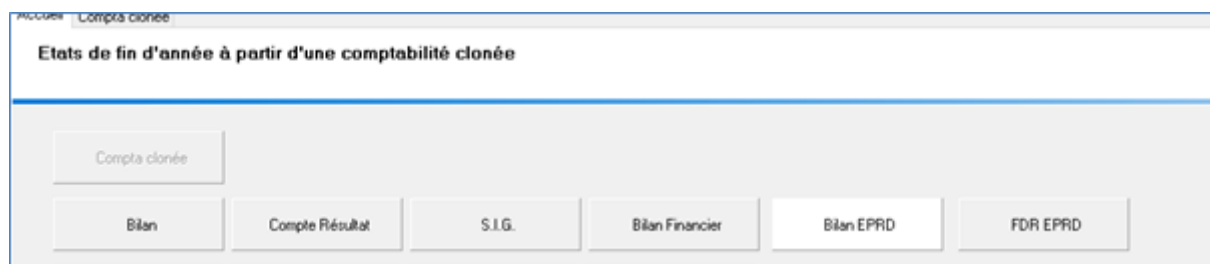 Accueil Compta clonée
Etats de fin d'année à partir d'une comptabilité clonée
Compta clonée
Bilan Compte Résultat S.I.G. Bilan Financier Bilan EPRD FDR EPRD